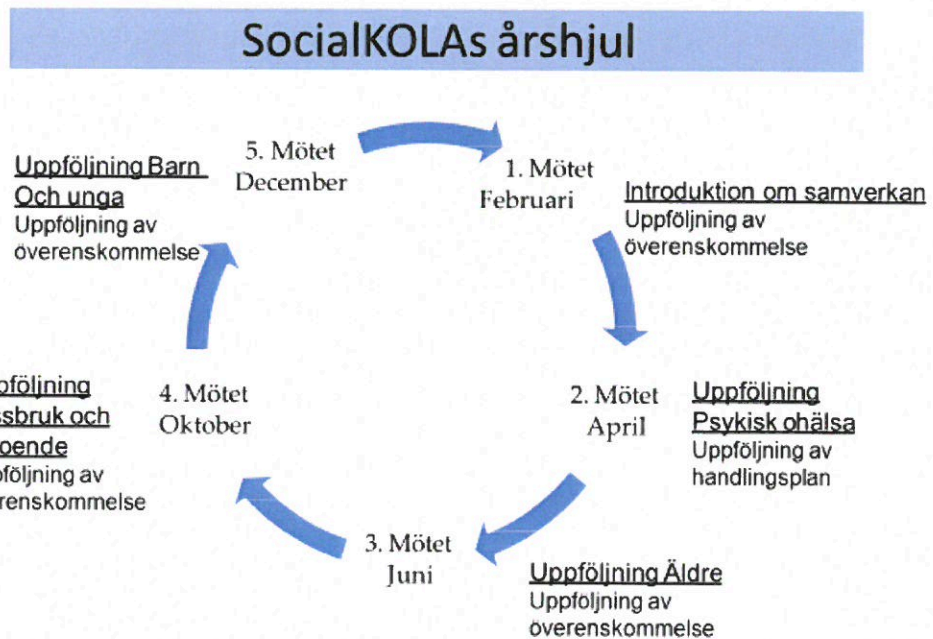 SocialKOLAs årshjul
5. Mötet
December
1. Mötet
Februari
Introduktion om samverkan
Uppföljning av
överenskommelse
2. Mötet
April
Uppföljning
Psykisk ohälsa
Uppföljning av
handlingsplan
3. Mötet
Juni
Uppföljning Äldre
Uppföljning av
överenskommelse
4. Mötet
Oktober
och
av
Uppföljning Barn
Och unga
Uppföljning av
överenskommelse